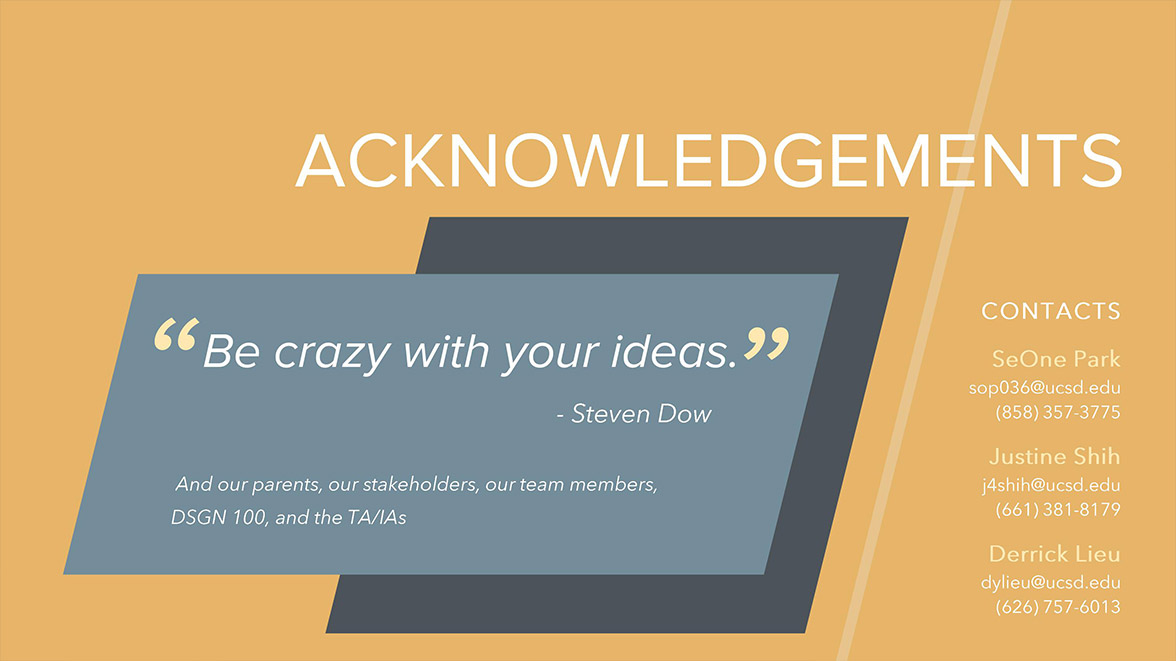 ACKNOWLEDGEMENTS
“Be crazy with your ideas.”
- Steven Dow
And our parents, our stakeholders, our team members,
DSGN 100, and the TA/IAs
CONTACTS
SeOne Park
sop036@ucsd.edu
(858) 357-3775
Justine Shih
j4shih@ucsd.edu
(661) 381-8179
Derrick Lieu
dylieu@ucsd.edu
(626) 757-6013